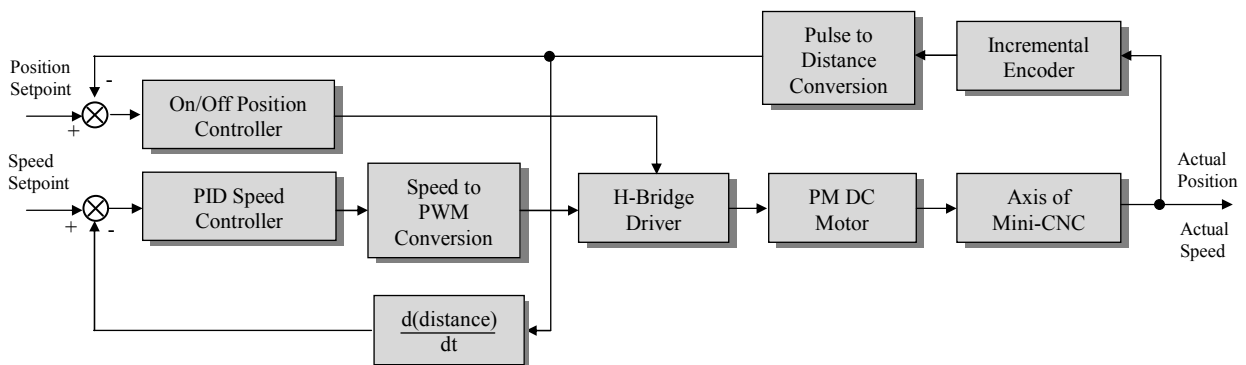 Pulse to
Distance
Conversion
Incremental
Encoder
Position
Setpoint
-
+
On/Off Position
Controller
Speed
Setpoint
+
-
PID Speed
Controller
Speed to
PWM
Conversion
H-Bridge
Driver
PM DC
Motor
Axis of
Mini-CNC
Actual
Position
Actual
Speed
d(distance)
dt